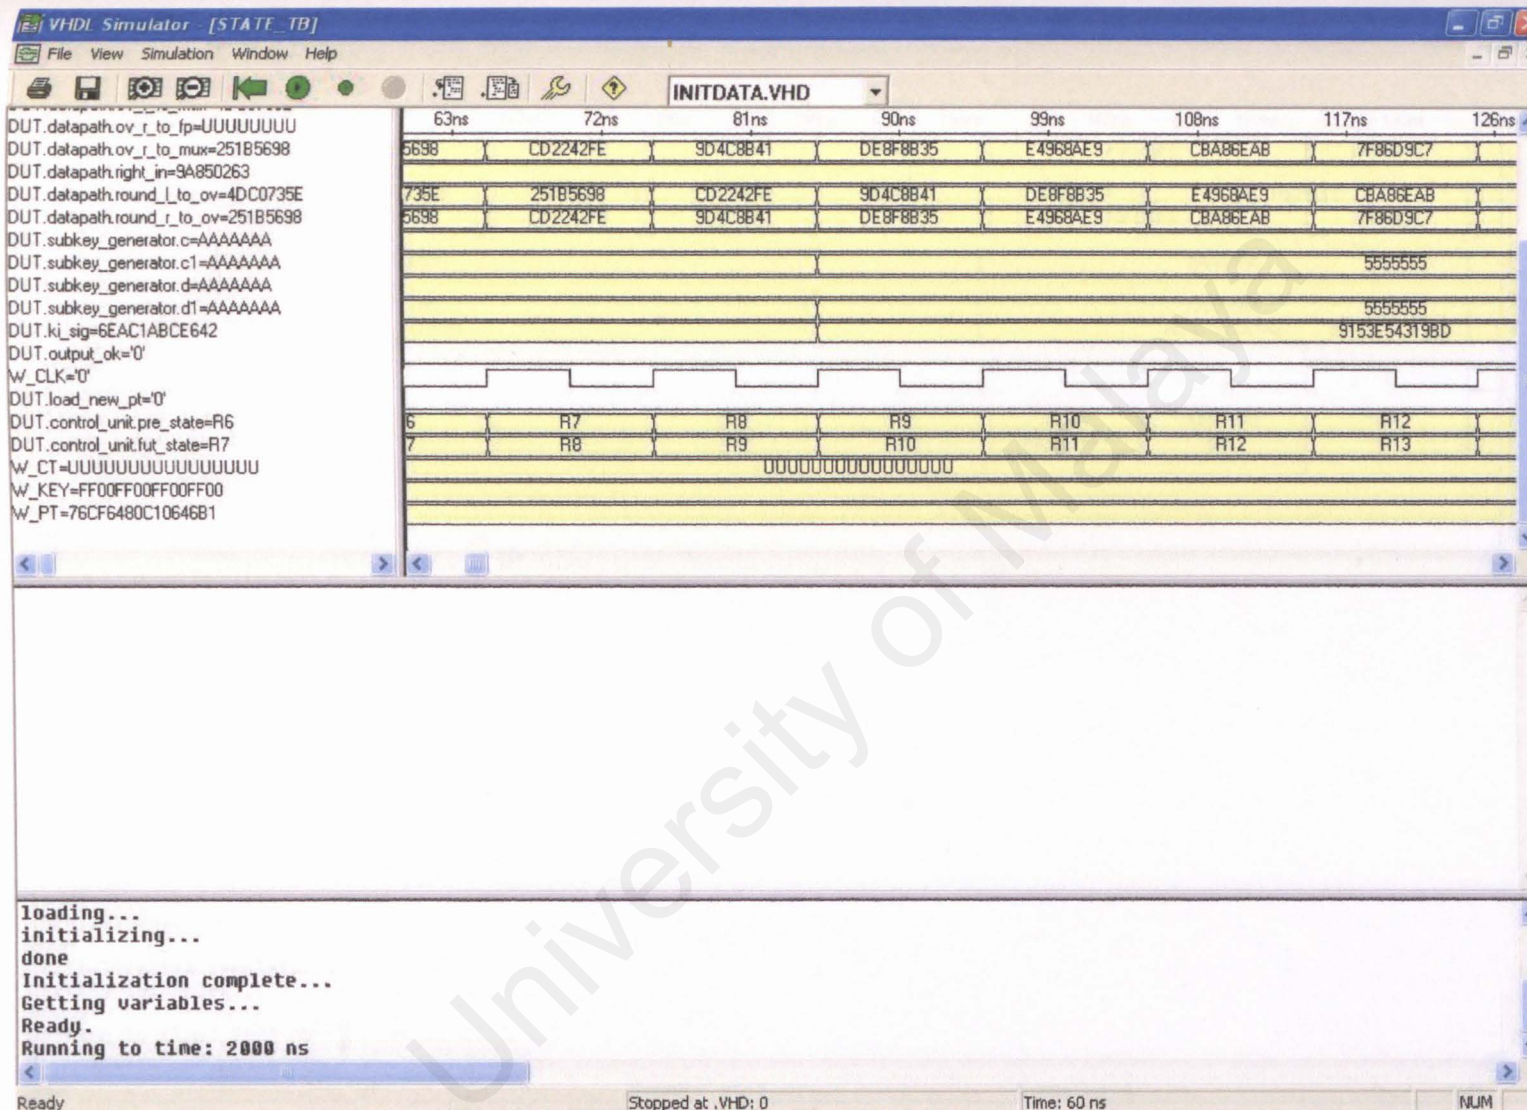 VHDL Simulator - [STATE_TB]
File View Simulation Window Help
INITDATA.VHD
63ns 72ns 81ns 90ns 99ns 108ns 117ns 126ns
DUT.datapath.ov_r_to_fp=UUUUUUUU
DUT.datapath.ov_r_to_mux=251B5698 5698 CD2242FE 9D4C8B41 DE8F8B35 E4968AE9 CBA86EAB 7F86D9C7
DUT.datapath.right_in=9A850263
DUT.datapath.round_l_to_ov=4DC0735E 735E 251B5698 CD2242FE 9D4C8B41 DE8F8B35 E4968AE9 CBA86EAB
DUT.datapath.round_r_to_ov=251B5698 5698 CD2242FE 9D4C8B41 DE8F8B35 E4968AE9 CBA86EAB 7F86D9C7
DUT.subkey_generator.c=AAAAAAA
DUT.subkey_generator.c1=AAAAAAA 5555555
DUT.subkey_generator.d=AAAAAAA
DUT.subkey_generator.d1=AAAAAAA 5555555
DUT.ki_sig=6EAC1ABCE642 9153E54319BD
DUT.output_ok='0'
W_CLK='0'
DUT.load_new_pt='0'
DUT.control_unit.pre_state=R6 6 R7 R8 R9 R10 R11 R12
DUT.control_unit.fut_state=R7 7 R8 R9 R10 R11 R12 R13
W_CT=UUUUUUUUUUUUUUUU UUUUUUUUUUUUUUUU
W_KEY=FF00FF00FF00FF00
W_PT=76CF6480C10646B1
loading...
initializing...
done
Initialization complete...
Getting variables...
Ready.
Running to time: 2000 ns
Ready Stopped at .VHD: 0 Time: 60 ns NUM
University of Malaya